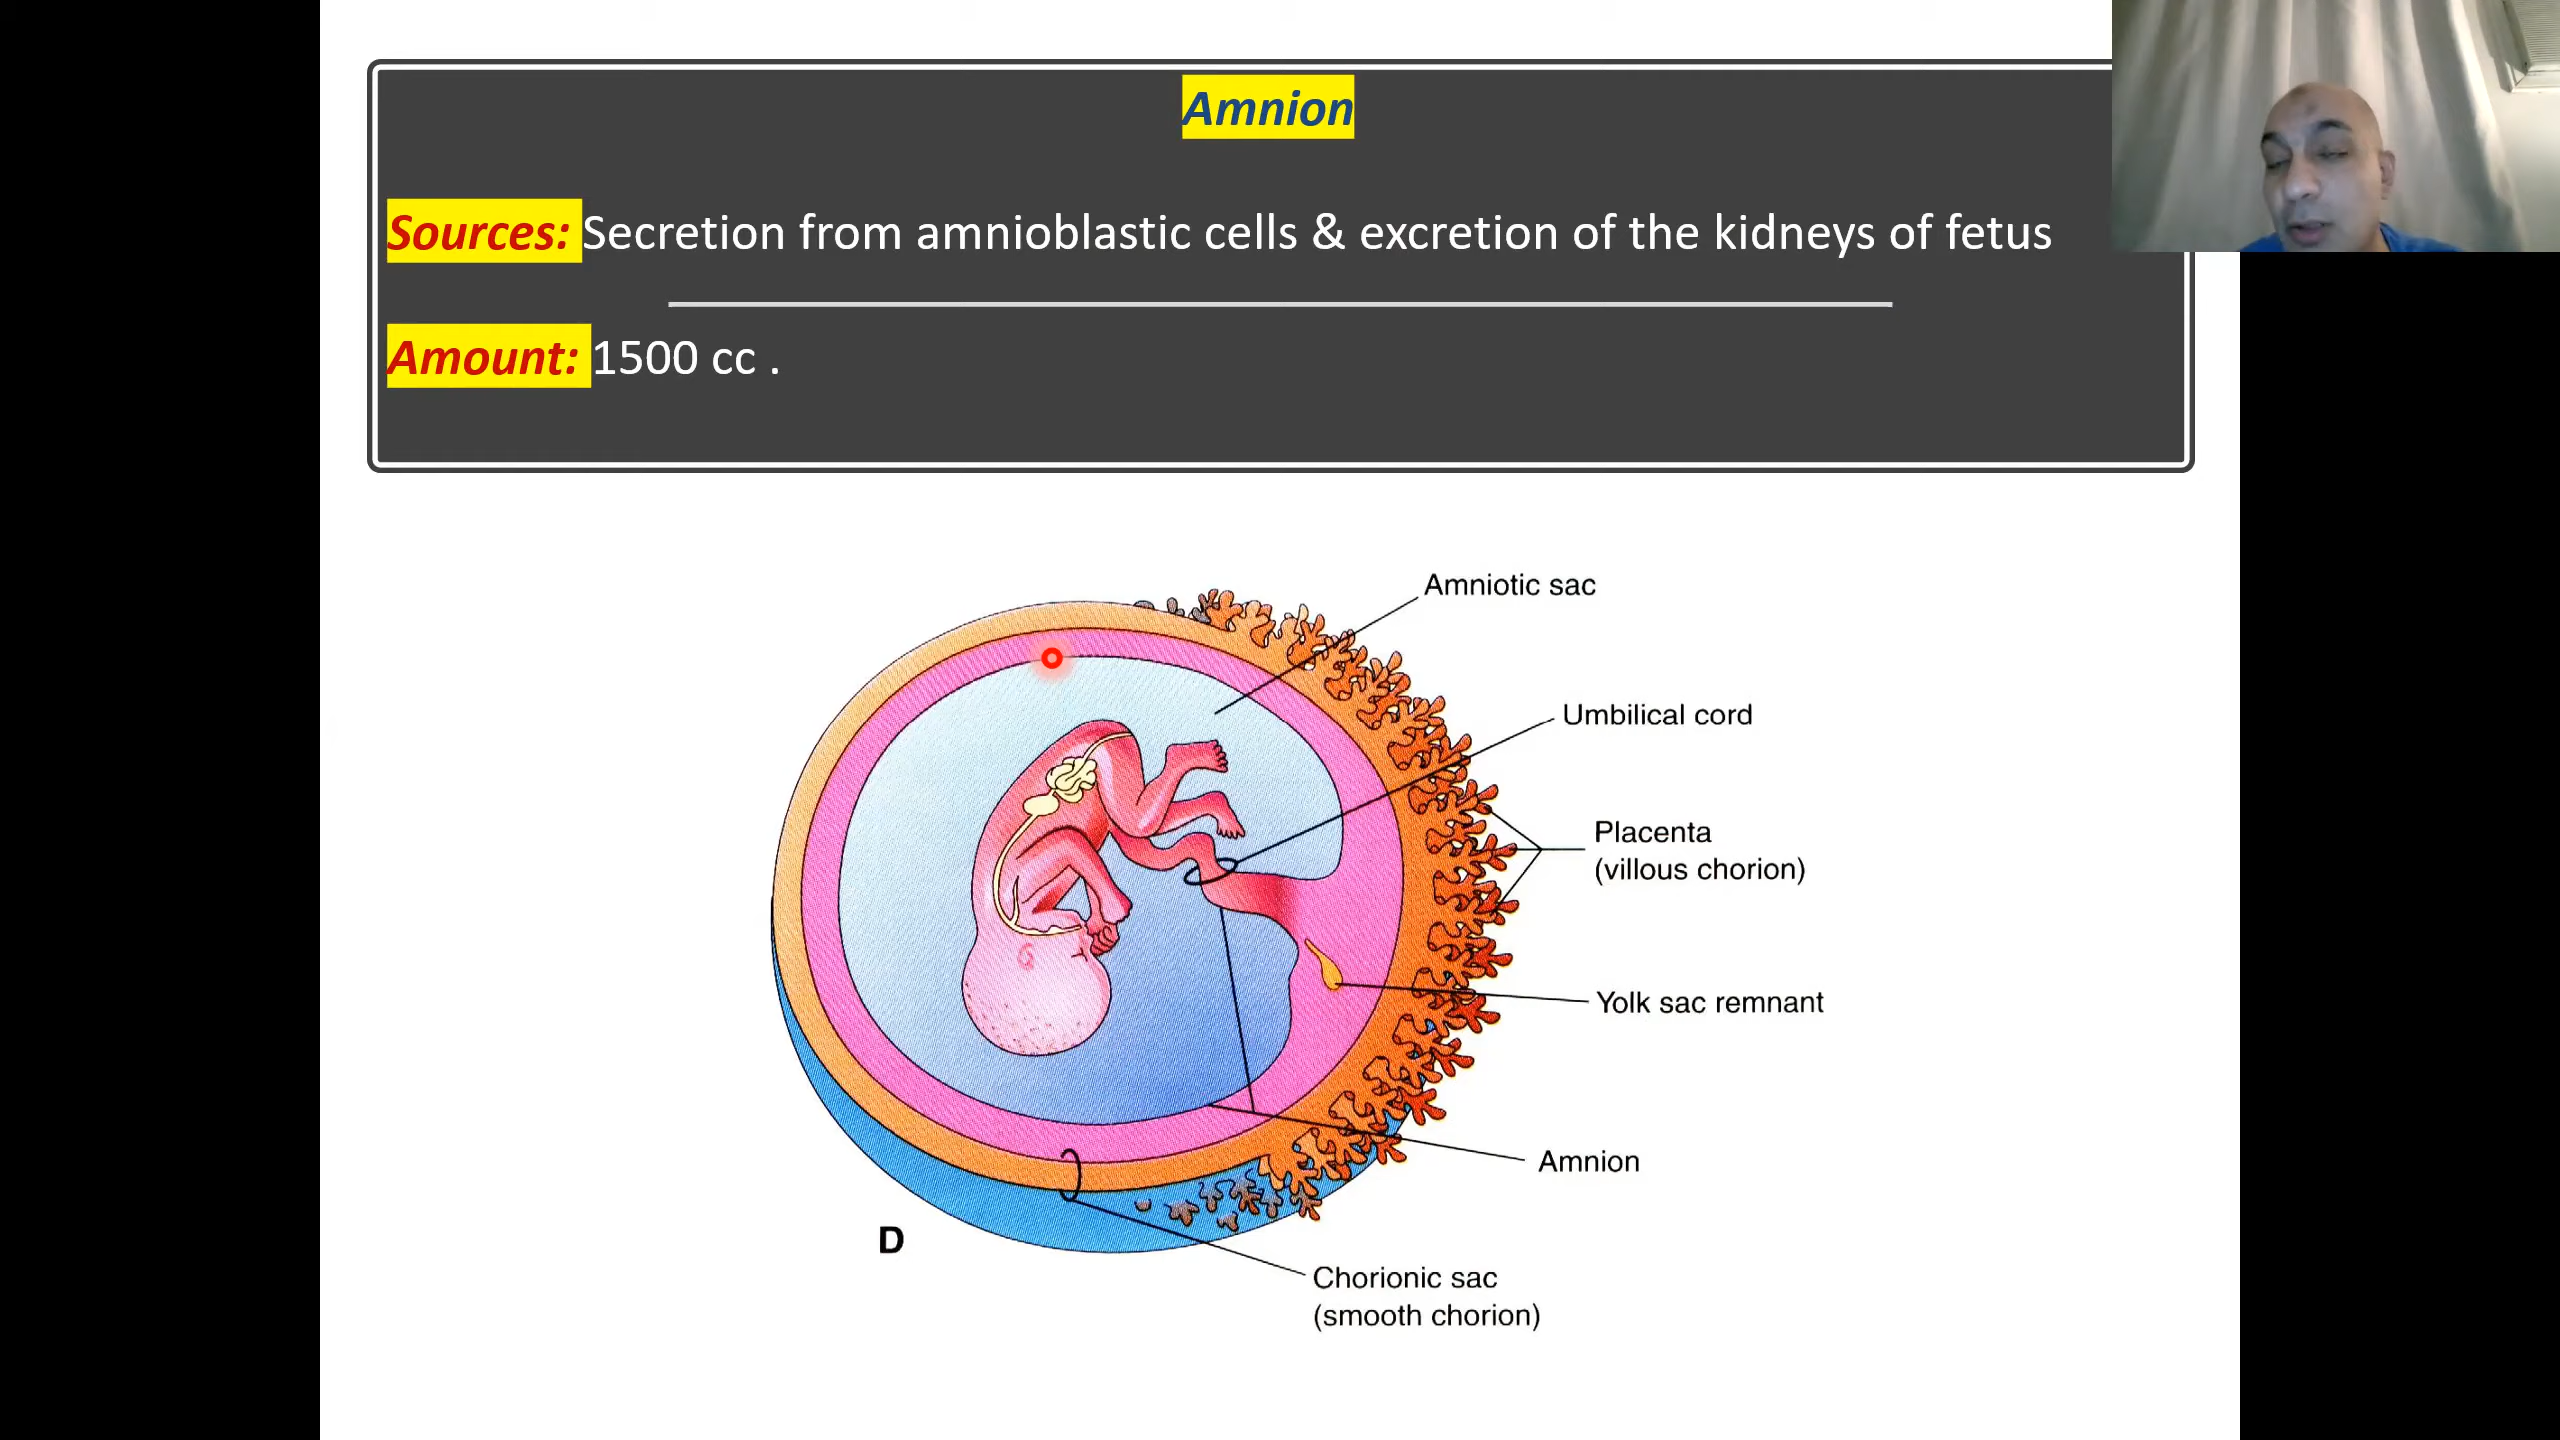 Amnion
Sources: Secretion from amnioblastic cells & excretion of the kidneys of fetus
Amount: 1500 cc .
Amniotic sac
Umbilical cord
Placenta
(villous chorion)
Yolk sac remnant
Amnion
D
Chorionic sac
(smooth chorion)